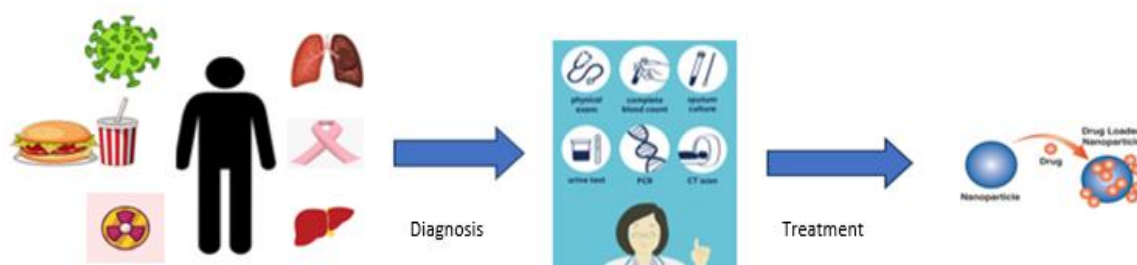 physical
exam
complete
blood count
sputum
culture
urine test
PCR
CT scan
Diagnosis
Treatment
Drug Loaded
Nanoparticle
Drug
Nanoparticle